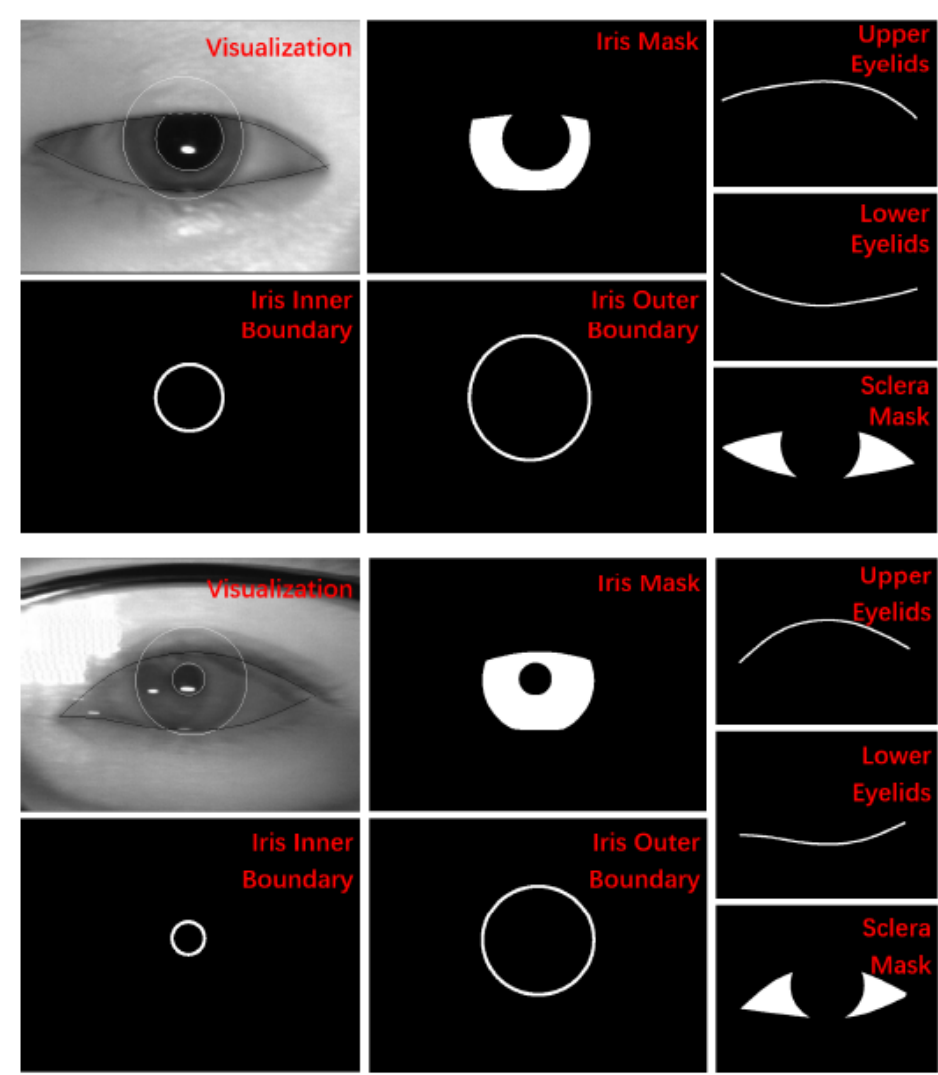 Visualization
Iris Mask
Upper
Eyelids
Lower
Eyelids
Iris Inner
Boundary
Iris Outer
Boundary
Sclera
Mask
Visualization
Iris Mask
Upper
Eyelids
Lower
Eyelids
Iris Inner
Boundary
Iris Outer
Boundary
Sclera
Mask